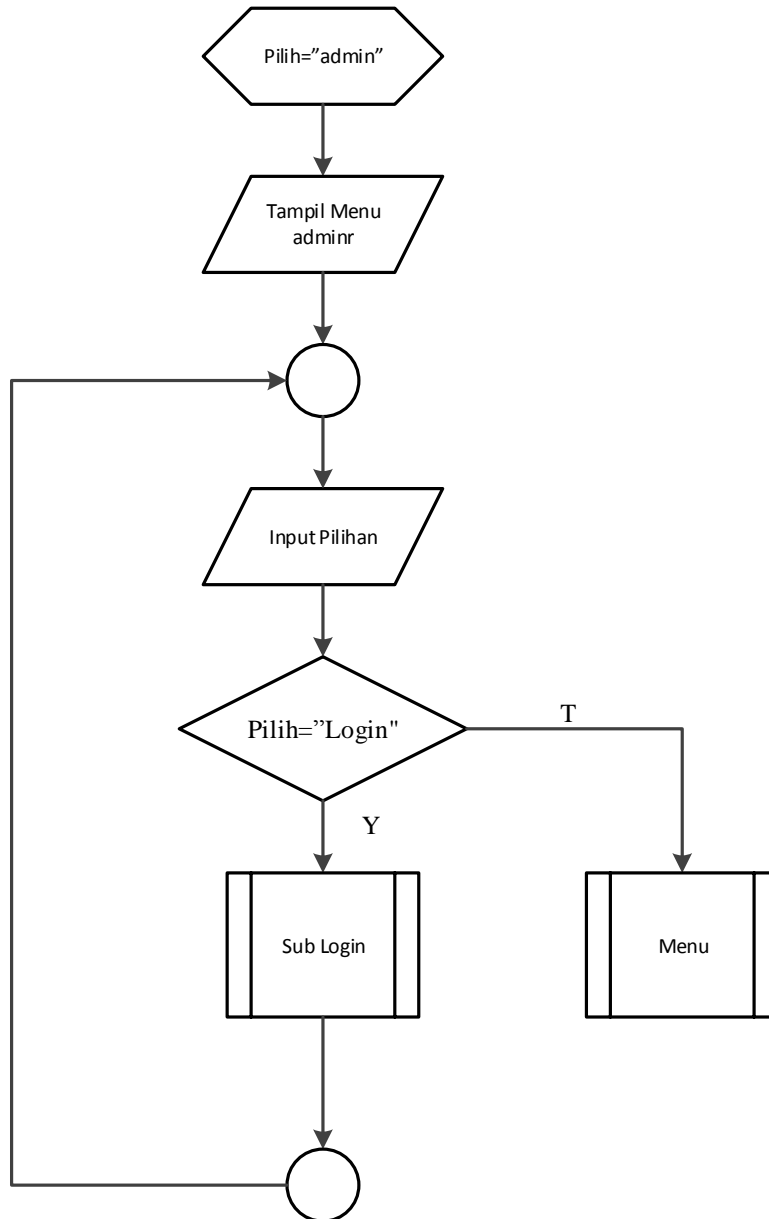 Pilih=”admin”
Tampil Menu
adminr
Input Pilihan
Pilih=”Login"
T
Y
Sub Login
Menu